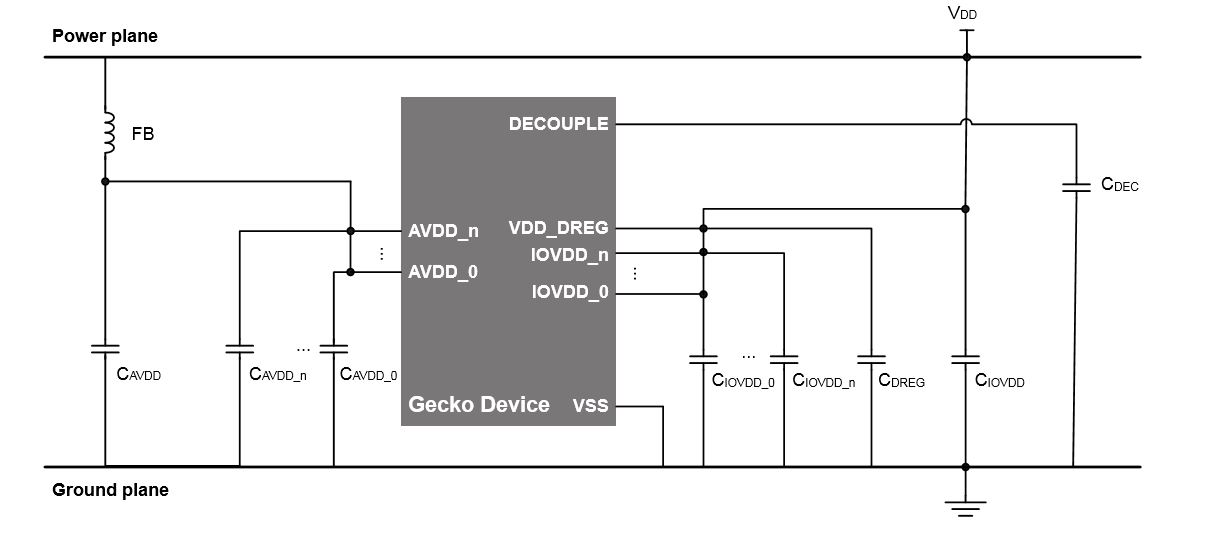 VDD
Power plane
FB
DECOUPLE
CDEC
AVDD_n
VDD_DREG
⋮
IOVDD_n
AVDD_0
⋮
IOVDD_0
...
...
CAVDD
CAVDD_n
CAVDD_0
CIOVDD_0
CIOVDD_n
CDREG
CIOVDD
Gecko Device
VSS
Ground plane